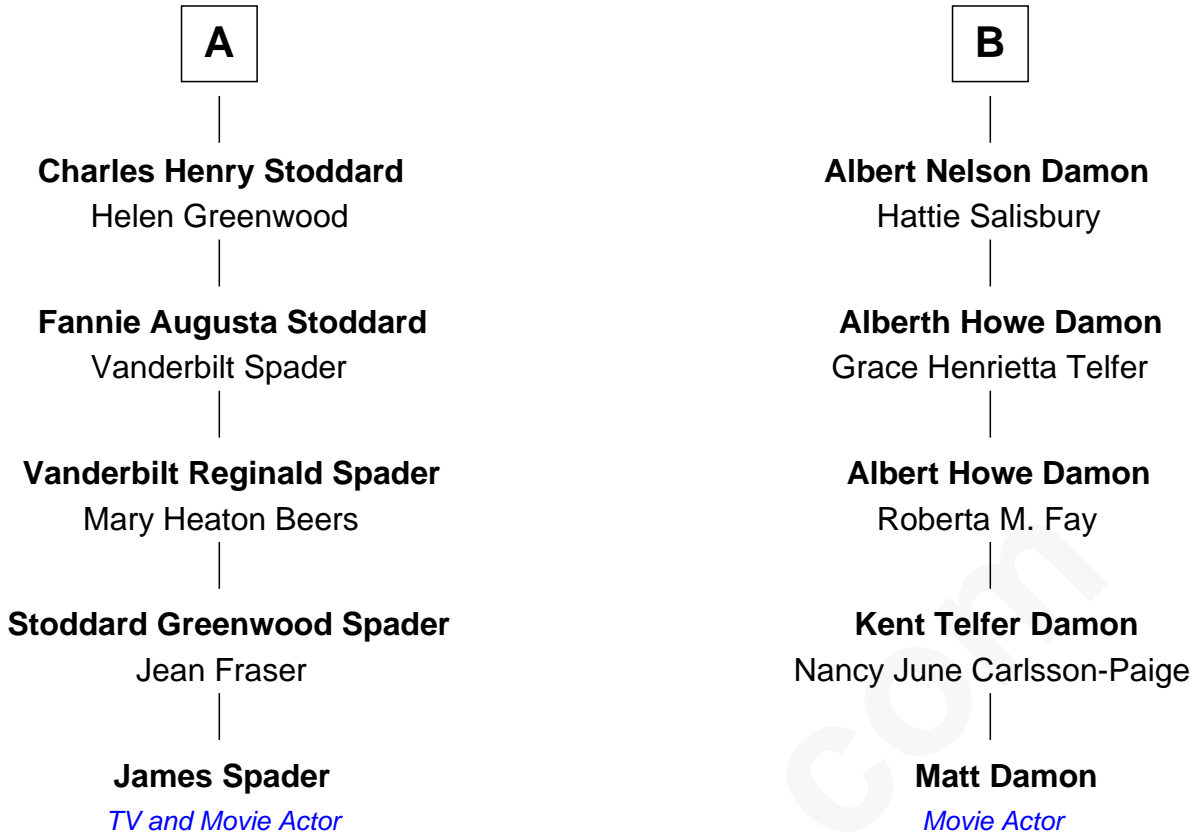 A
B
Charles Henry Stoddard
Helen Greenwood
Albert Nelson Damon
Hattie Salisbury
Fannie Augusta Stoddard
Vanderbilt Spader
Alberth Howe Damon
Grace Henrietta Telfer
Vanderbilt Reginald Spader
Mary Heaton Beers
Albert Howe Damon
Roberta M. Fay
Stoddard Greenwood Spader
Jean Fraser
Kent Telfer Damon
Nancy June Carlsson-Paige
James Spader
TV and Movie Actor
Matt Damon
Movie Actor
com